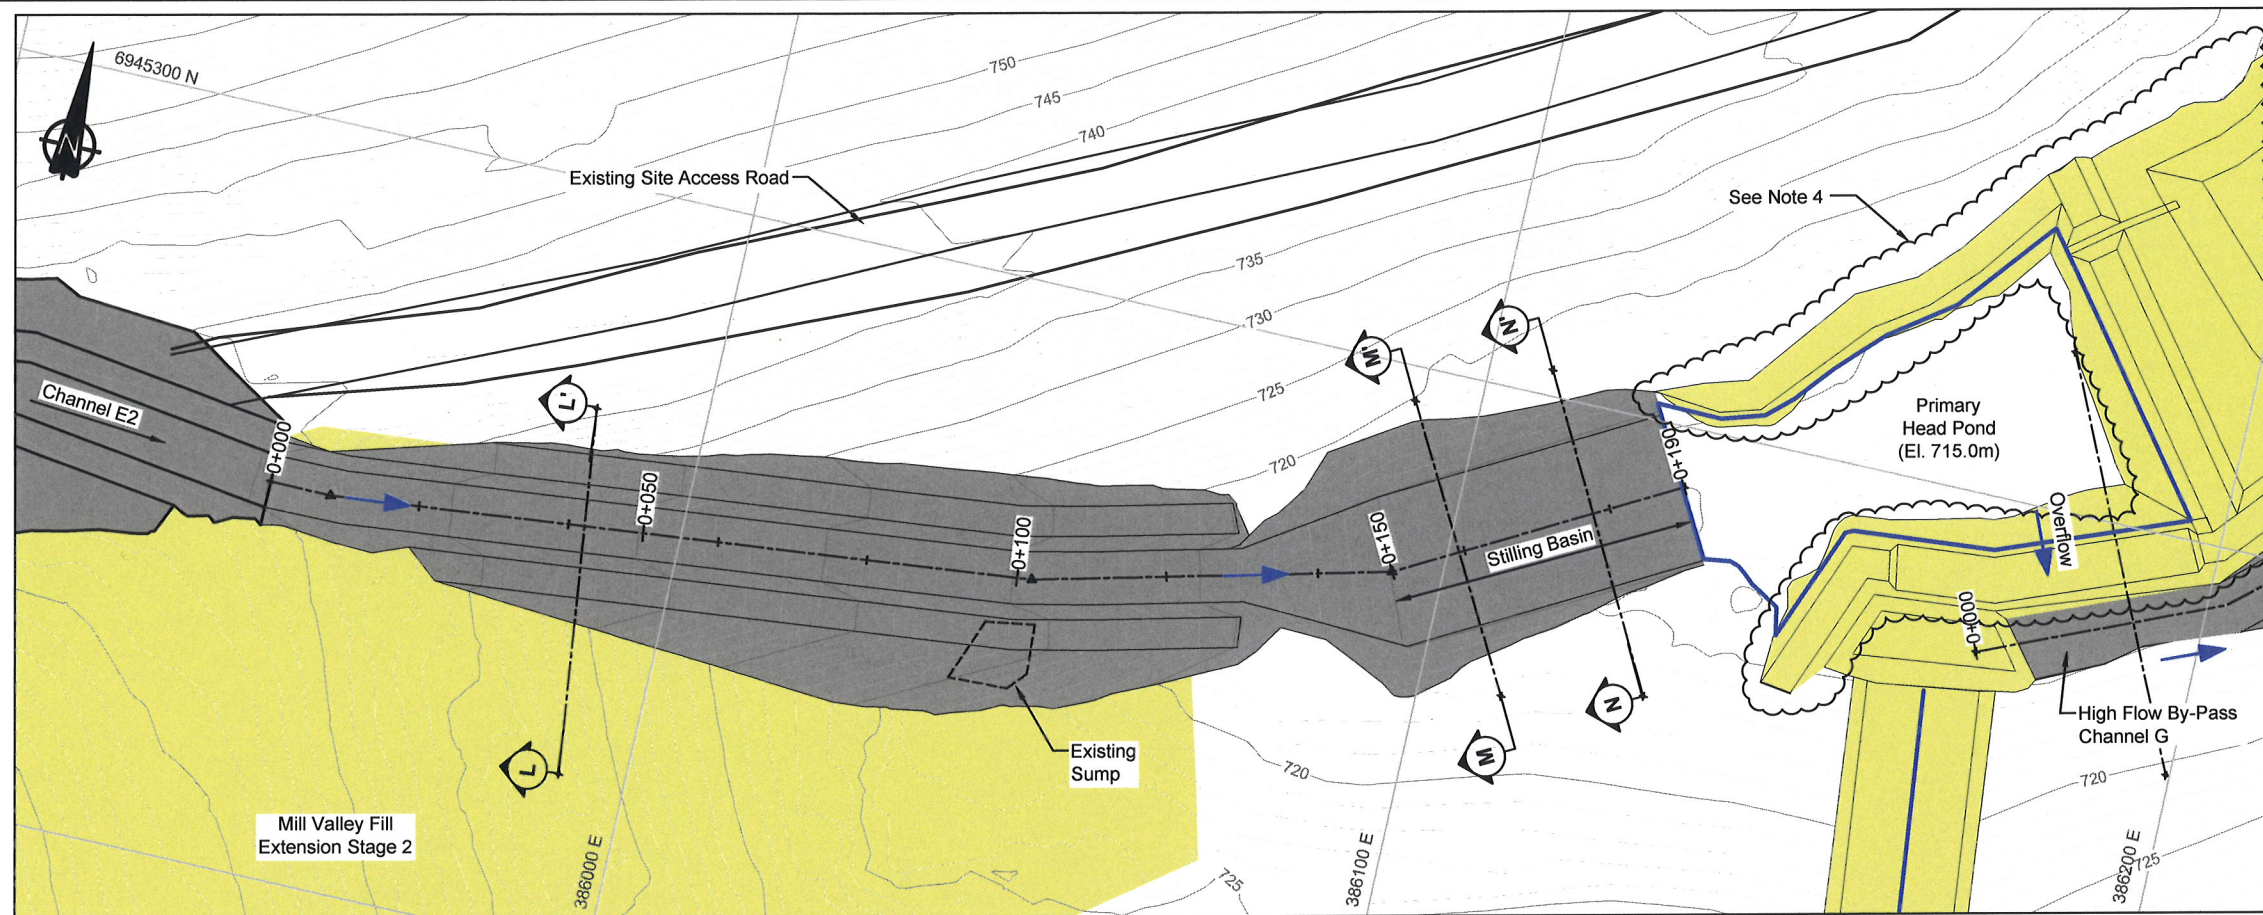 6945300 N
N
750
745
740
Existing Site Access Road
See Note 4
735
730
725
720
Channel E2
0+000
L'
0+050
0+100
M'
N'
0+150
0+190
Stilling Basin
Primary
Head Pond
(El. 715.0m)
Overflow
0+000
High Flow By-Pass
Channel G
Existing
Sump
L
M
N
Mill Valley Fill
Extension Stage 2
386000 E
720
725
386100 E
720
725
386200 E